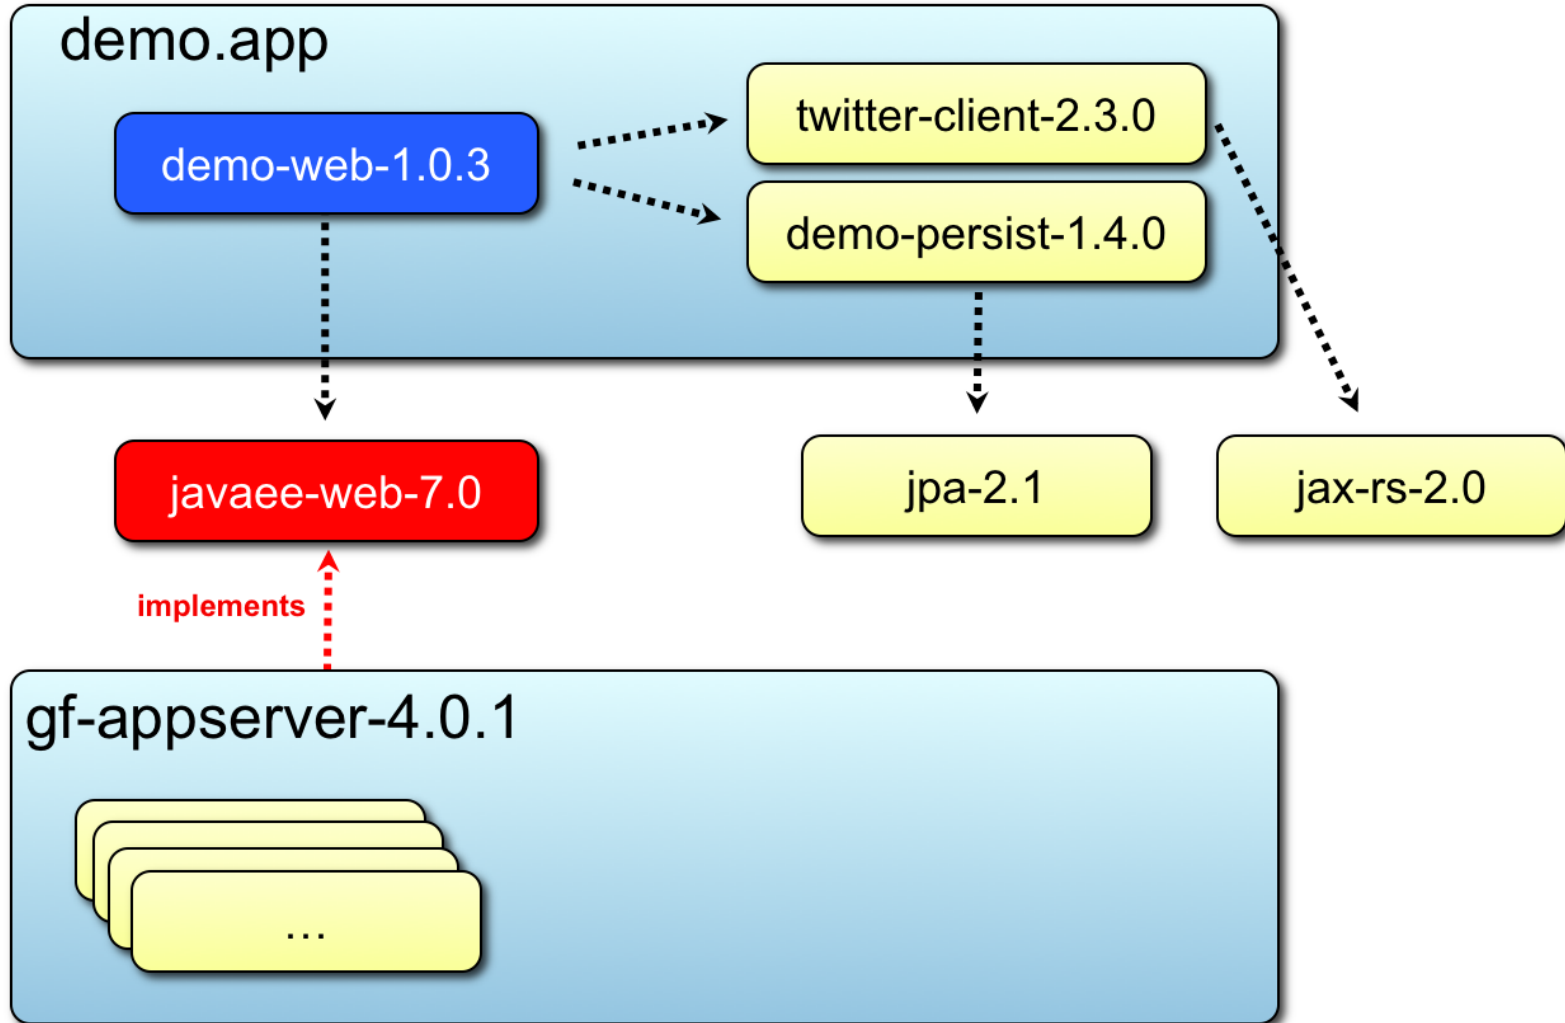 demo.app
twitter-client-2.3.0
demo-web-1.0.3
demo-persist-1.4.0
javaee-web-7.0
jpa-2.1
jax-rs-2.0
implements
gf-appserver-4.0.1
...